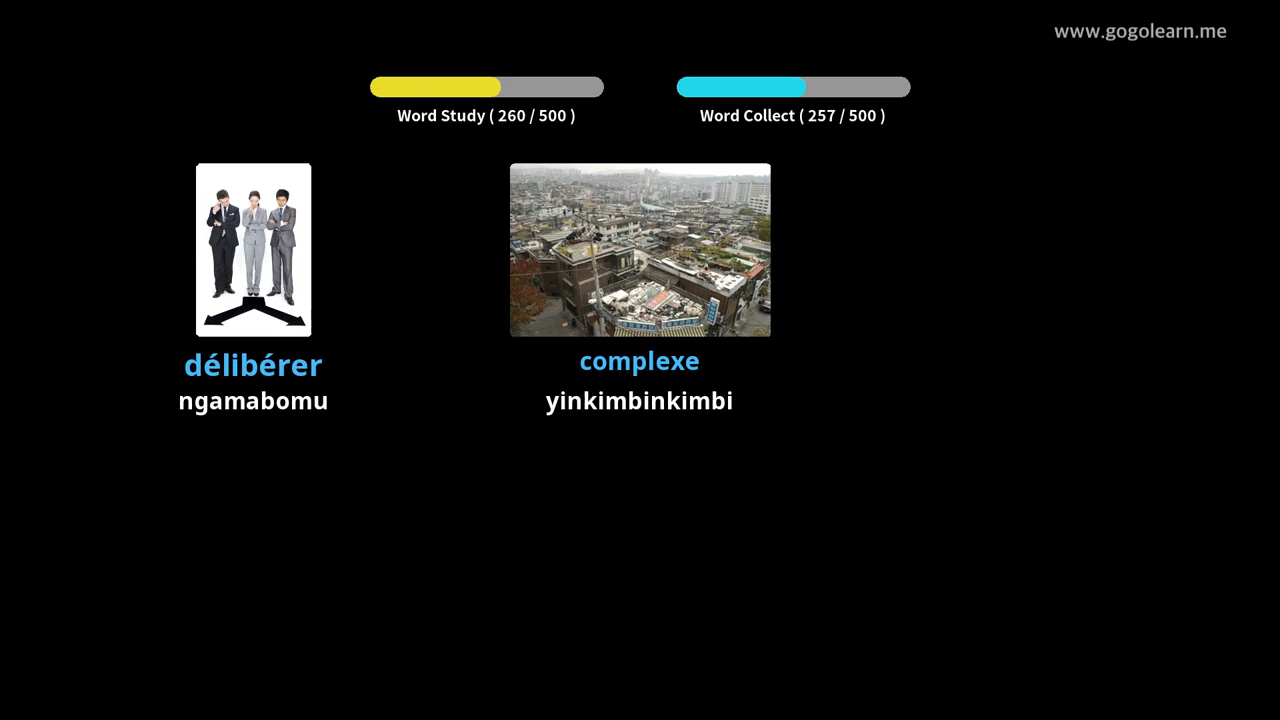 www.gogolearn.me
Word Study ( 260 / 500 )
Word Collect ( 257 / 500 )
délibérer
ngamabomu
complexe
yinkimbinkimbi